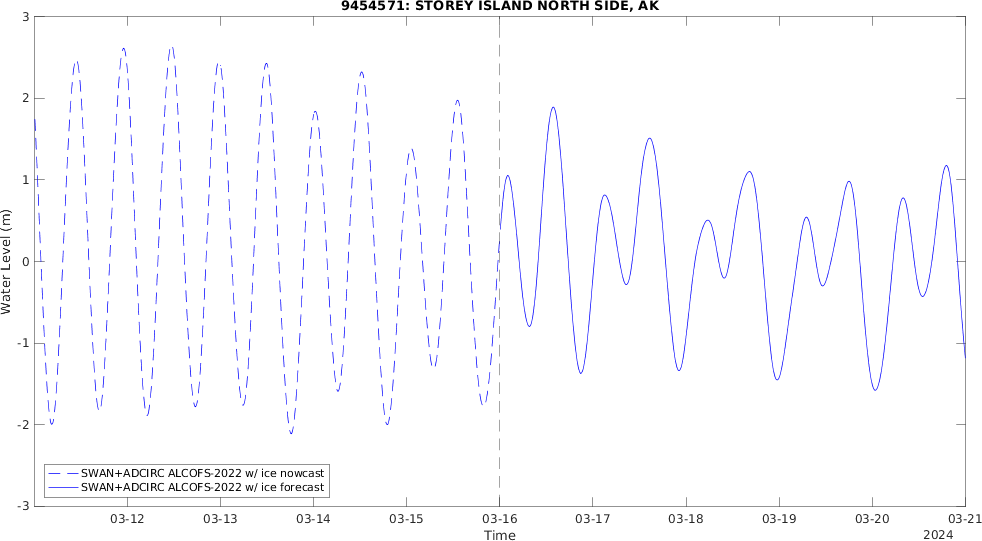 9454571: STOREY ISLAND NORTH SIDE, AK
3
2
1
0
-1
-2
-3
Water Level (m)
SWAN+ADCIRC ALCOFS-2022 w/ ice nowcast
SWAN+ADCIRC ALCOFS-2022 w/ ice forecast
03-12 03-13 03-14 03-15 03-16 03-17 03-18 03-19 03-20 03-21
Time
2024